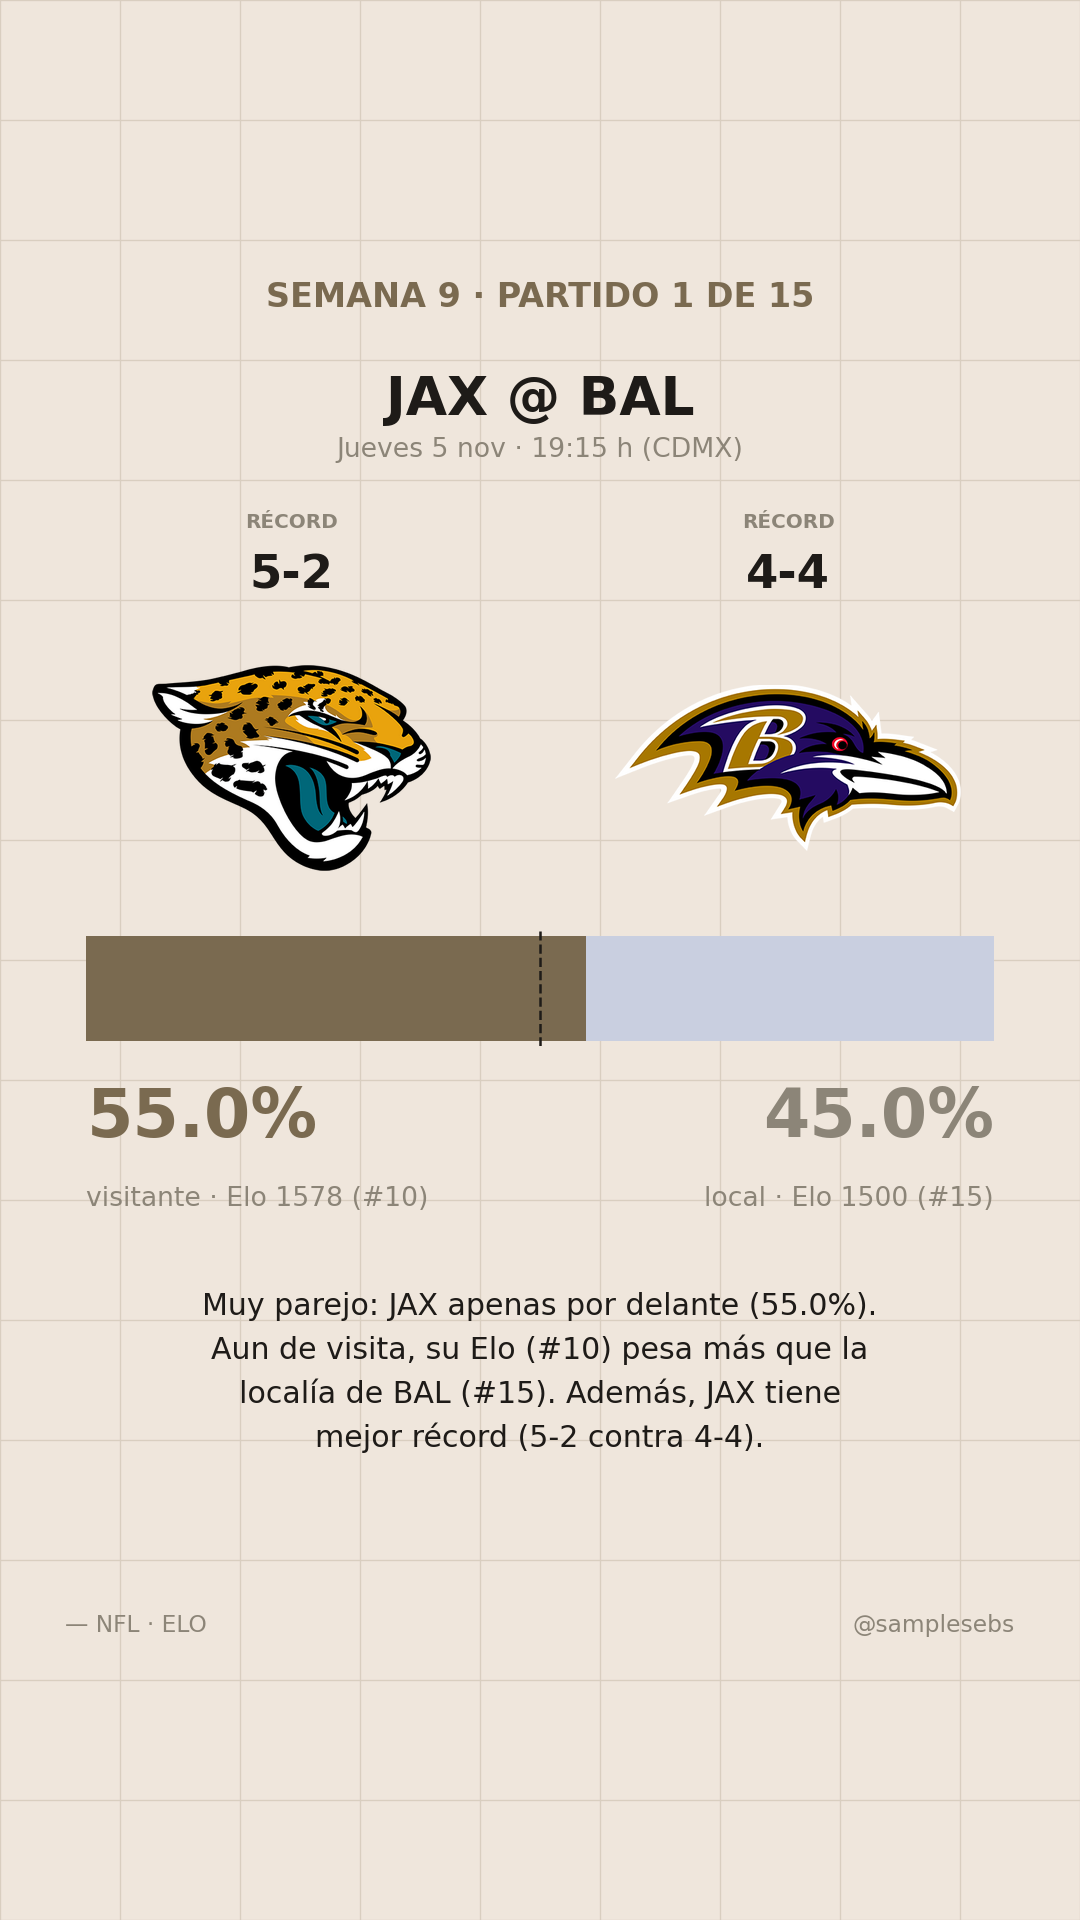 SEMANA 9 · PARTIDO 1 DE 15
JAX @ BAL
Jueves 5 nov · 19:15 h (CDMX)
RÉCORD
5-2
RÉCORD
4-4
B
55.0%
45.0%
visitante · Elo 1578 (#10)
local · Elo 1500 (#15)
Muy parejo: JAX apenas por delante (55.0%).
Aun de visita, su Elo (#10) pesa más que la
localía de BAL (#15). Además, JAX tiene
mejor récord (5-2 contra 4-4).
— NFL · ELO
@samplesebs